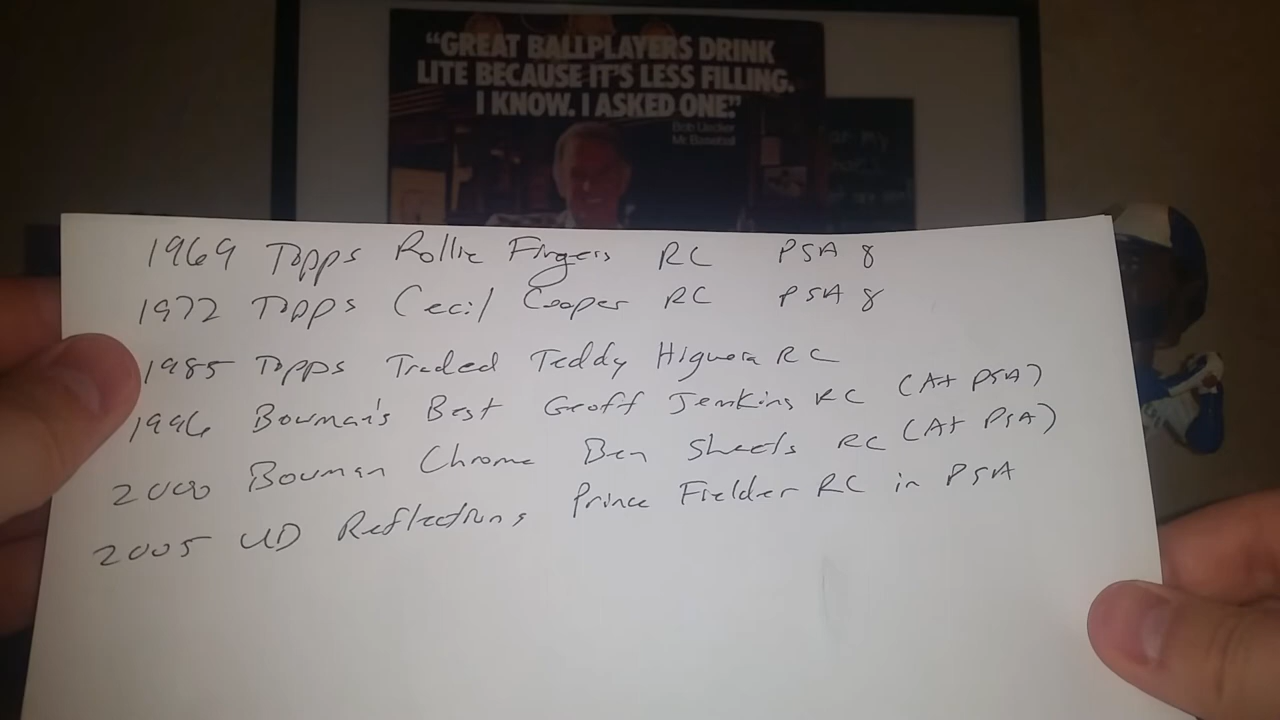 “GREAT BALLPLAYERS DRINK
LITE BECAUSE IT'S LESS FILLING.
I KNOW. I ASKED ONE.”
Bob Uecker
Mr. Baseball
1969 Topps Rollie Fingers RC PSA 8
1972 Topps Cecil Cooper RC PSA 8
1985 Topps Traded Teddy Higuera RC
1996 Bowman's Best Geoff Jenkins RC (At PSA)
2000 Bowman Chrome Ben Sheets RC (At PSA)
2005 UD Reflections Prince Fielder RC in PSA